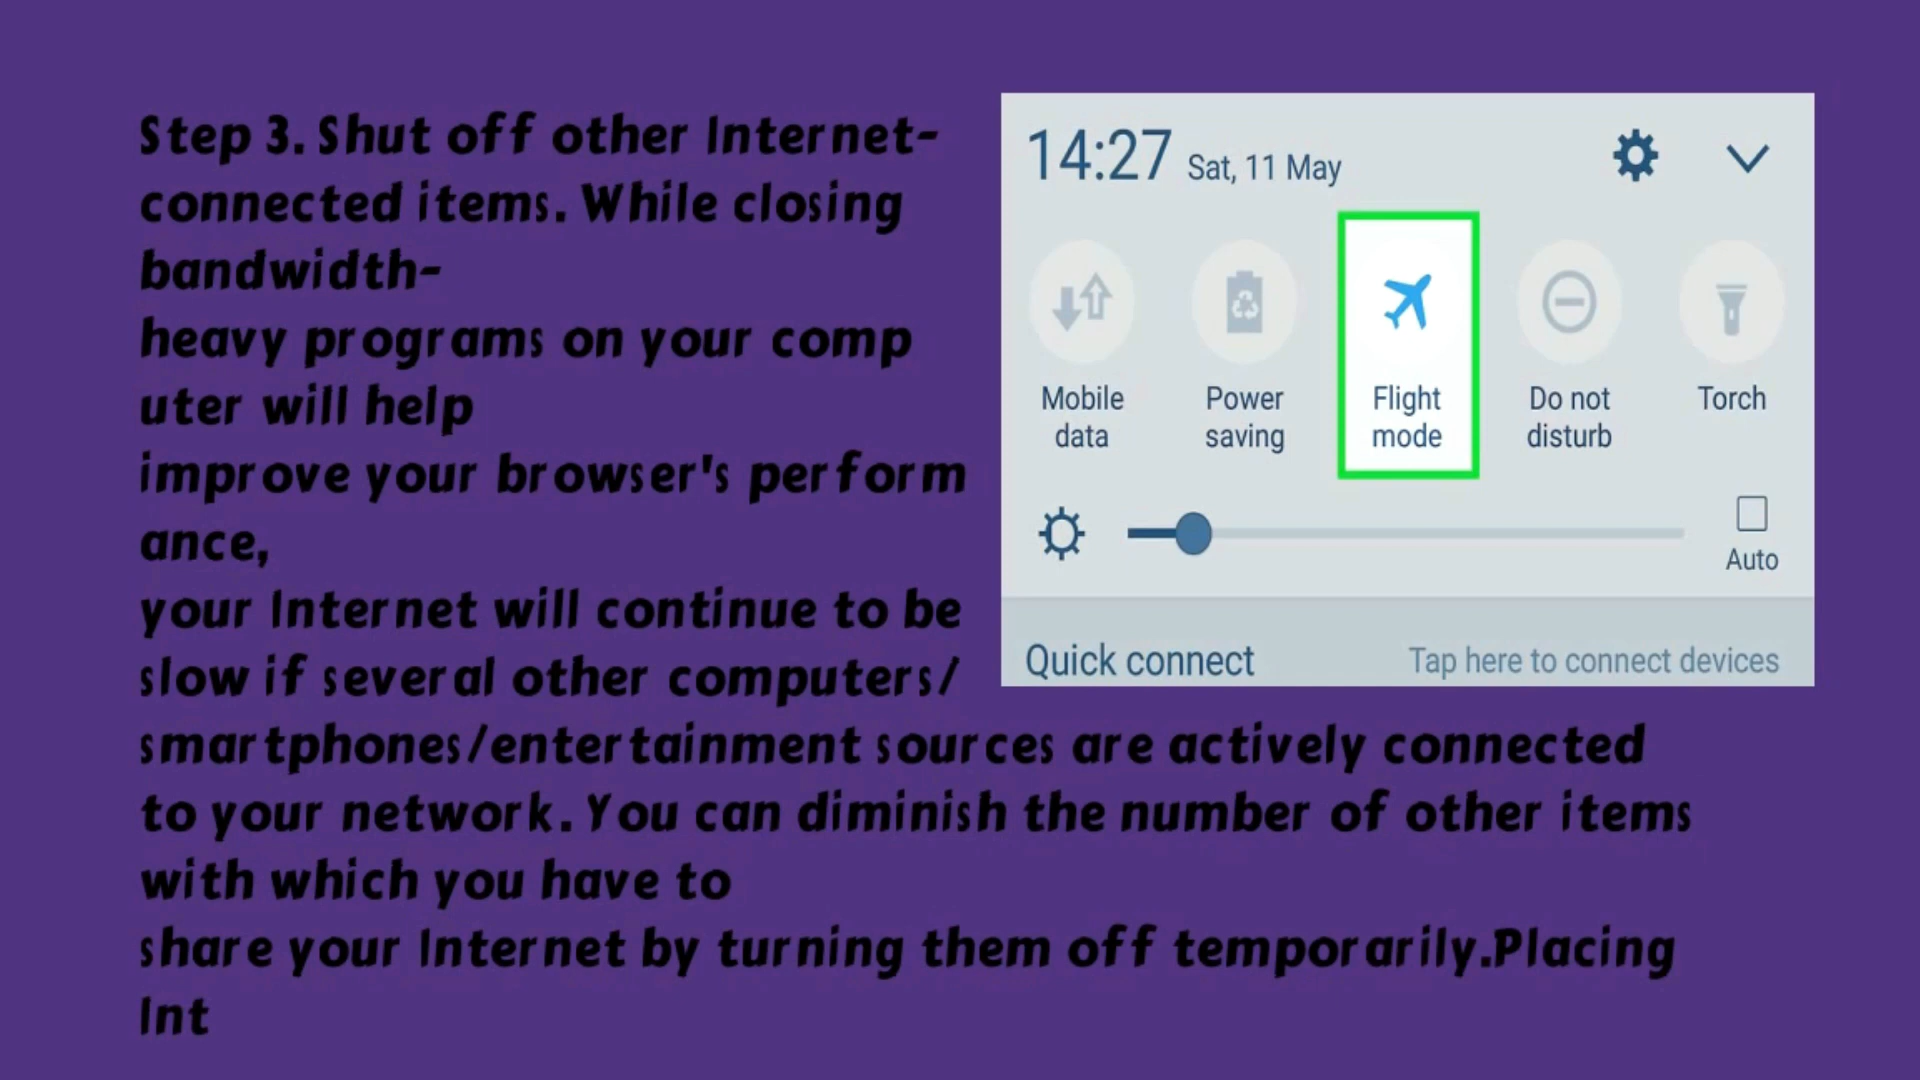 Step 3. Shut off other Internet-
connected items. While closing
bandwidth-
heavy programs on your comp
uter will help
improve your browser's perform
ance,
your Internet will continue to be
slow if several other computers/
smartphones/entertainment sources are actively connected
to your network. You can diminish the number of other items
with which you have to
share your Internet by turning them off temporarily.Placing
Int
14:27 Sat, 11 May
Mobile data
Power saving
Flight mode
Do not disturb
Torch
Auto
Quick connect
Tap here to connect devices